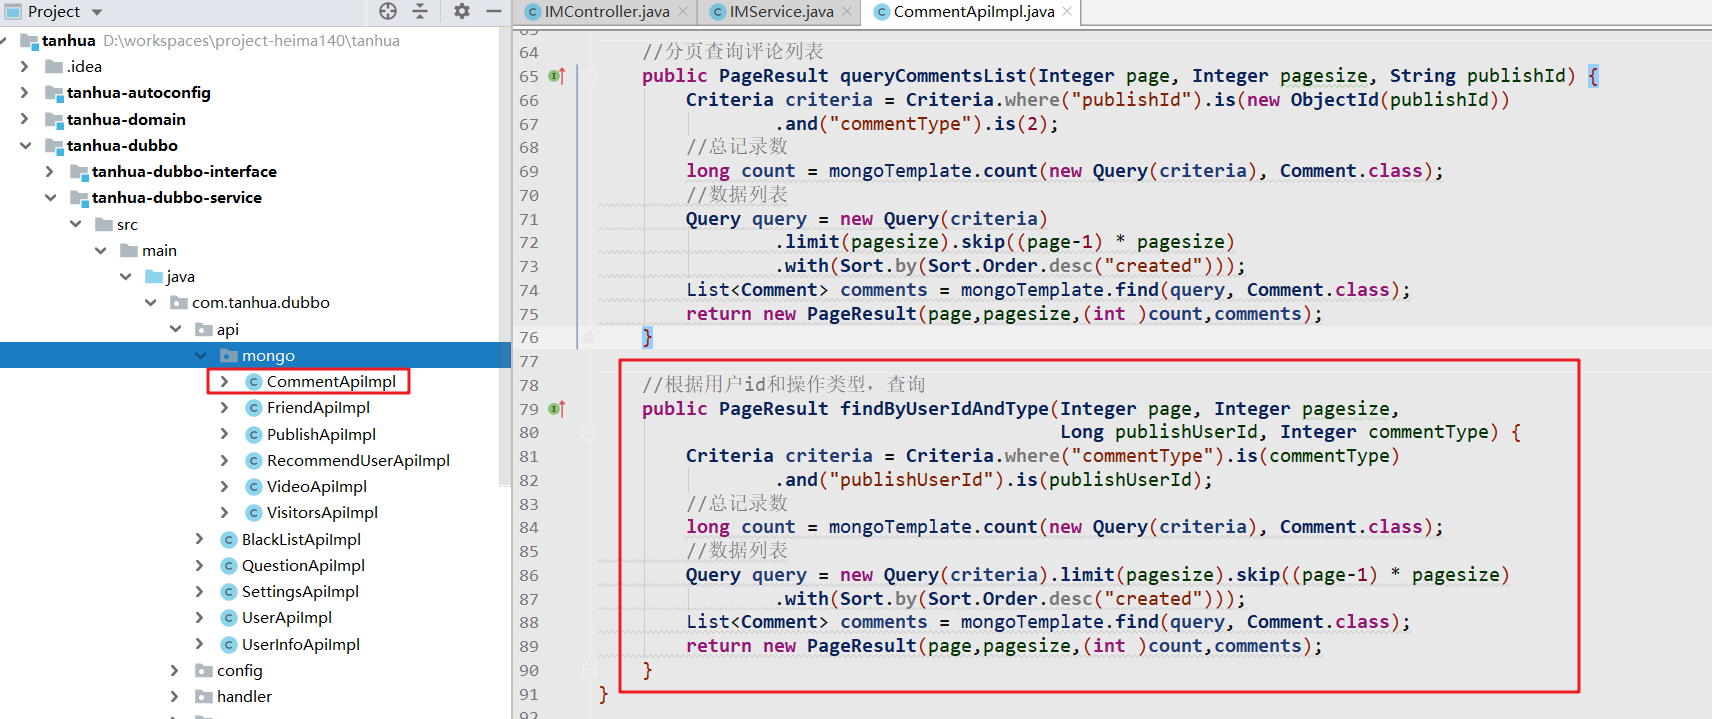 Project
tanhua D:\workspaces\project-heima140\tanhua
.idea
tanhua-autoconfig
tanhua-domain
tanhua-dubbo
tanhua-dubbo-interface
tanhua-dubbo-service
src
main
java
com.tanhua.dubbo
api
mongo
CommentApiImpl
FriendApiImpl
PublishApiImpl
RecommendUserApiImpl
VideoApiImpl
VisitorsApiImpl
BlackListApiImpl
QuestionApiImpl
SettingsApiImpl
UserApiImpl
UserInfoApiImpl
config
handler
IMController.java IMService.java CommentApiImpl.java
64 //分页查询评论列表
65 public PageResult queryCommentsList(Integer page, Integer pagesize, String publishId) {
66 Criteria criteria = Criteria.where("publishId").is(new ObjectId(publishId))
67 .and("commentType").is(2);
68 //总记录数
69 long count = mongoTemplate.count(new Query(criteria), Comment.class);
70 //数据列表
71 Query query = new Query(criteria)
72 .limit(pagesize).skip((page-1) * pagesize)
73 .with(Sort.by(Sort.Order.desc("created")));
74 List<Comment> comments = mongoTemplate.find(query, Comment.class);
75 return new PageResult(page,pagesize,(int )count,comments);
76 }
77
78 //根据用户id和操作类型，查询
79 public PageResult findByUserIdAndType(Integer page, Integer pagesize,
80 Long publishUserId, Integer commentType) {
81 Criteria criteria = Criteria.where("commentType").is(commentType)
82 .and("publishUserId").is(publishUserId);
83 //总记录数
84 long count = mongoTemplate.count(new Query(criteria), Comment.class);
85 //数据列表
86 Query query = new Query(criteria).limit(pagesize).skip((page-1) * pagesize)
87 .with(Sort.by(Sort.Order.desc("created")));
88 List<Comment> comments = mongoTemplate.find(query, Comment.class);
89 return new PageResult(page,pagesize,(int )count,comments);
90 }
91 }
92